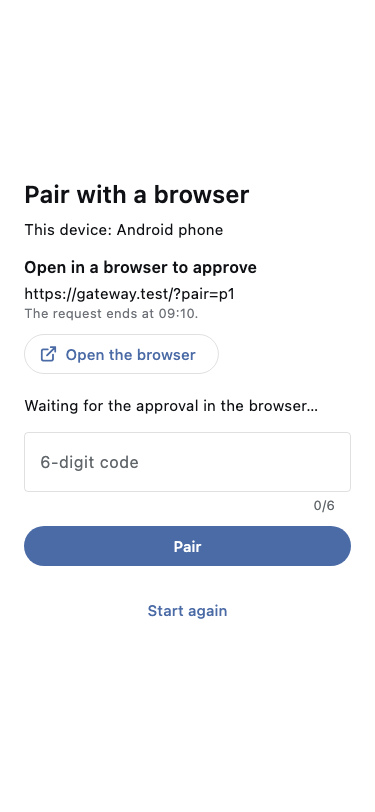 Pair with a browser
This device: Android phone
Open in a browser to approve
https://gateway.test/?pair=p1
The request ends at 09:10.
Open the browser
Waiting for the approval in the browser...
6-digit code
0/6
Pair
Start again